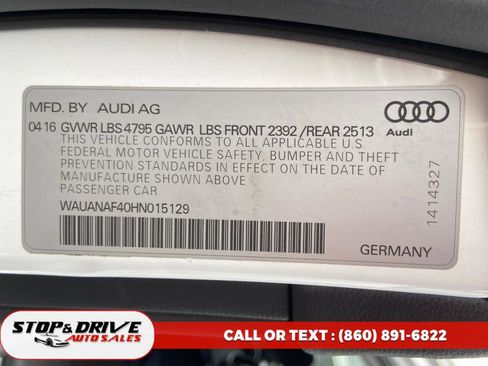 MFD. BY AUDI AG
0416 GVWR LBS 4795 GAWR LBS FRONT 2392 /REAR 2513
THIS VEHICLE CONFORMS TO ALL APPLICABLE U.S.
FEDERAL MOTOR VEHICLE SAFETY, BUMPER AND THEFT
PREVENTION STANDARDS IN EFFECT ON THE DATE OF
MANUFACTURE SHOWN ABOVE.
PASSENGER CAR
WAUANAF40HN015129
Audi
1414327
GERMANY
STOP & DRIVE
AUTO SALES
CALL OR TEXT : (860) 891-6822